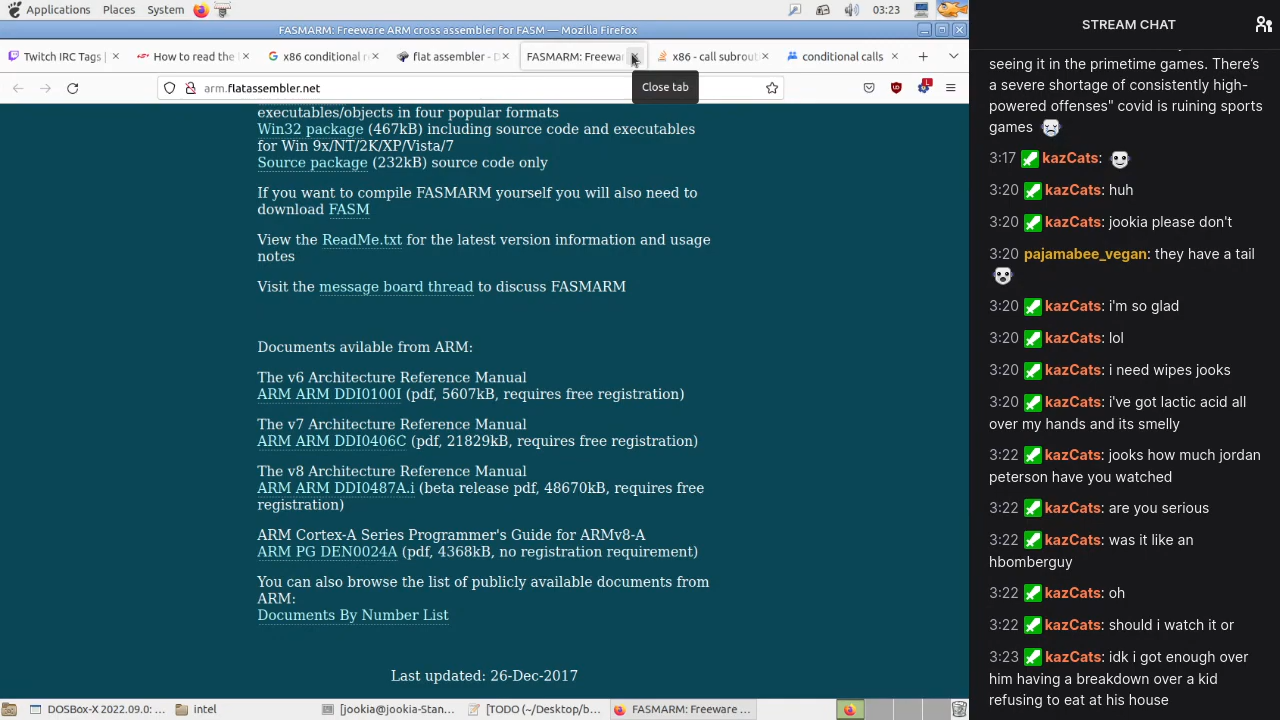 Applications Places System 03:23
FASMARM: Freeware ARM cross assembler for FASM — Mozilla Firefox
Twitch IRC Tags | How to read the I x86 conditional re flat assembler - D FASMARM: Freewa x86 - call subrout conditional calls
arm.flatassembler.net
Close tab
executables/objects in four popular formats
Win32 package (467kB) including source code and executables
for Win 9x/NT/2K/XP/Vista/7
Source package (232kB) source code only
If you want to compile FASMARM yourself you will also need to
download FASM
View the ReadMe.txt for the latest version information and usage
notes
Visit the message board thread to discuss FASMARM
Documents avilable from ARM:
The v6 Architecture Reference Manual
ARM ARM DDI0100I (pdf, 5607kB, requires free registration)
The v7 Architecture Reference Manual
ARM ARM DDI0406C (pdf, 21829kB, requires free registration)
The v8 Architecture Reference Manual
ARM ARM DDI0487A.i (beta release pdf, 48670kB, requires free
registration)
ARM Cortex-A Series Programmer's Guide for ARMv8-A
ARM PG DEN0024A (pdf, 4368kB, no registration requirement)
You can also browse the list of publicly available documents from
ARM:
Documents By Number List
Last updated: 26-Dec-2017
DOSBox-X 2022.09.0: ... intel [jookia@jookia-Stan... [TODO (~/Desktop/b... FASMARM: Freeware ...
STREAM CHAT
seeing it in the primetime games. There's
a severe shortage of consistently high-
powered offenses" covid is ruining sports
games
3:17 kazCats:
3:20 kazCats: huh
3:20 kazCats: jookia please don't
3:20 pajamabee_vegan: they have a tail
3:20 kazCats: i'm so glad
3:20 kazCats: lol
3:20 kazCats: i need wipes jooks
3:20 kazCats: i've got lactic acid all
over my hands and its smelly
3:22 kazCats: jooks how much jordan
peterson have you watched
3:22 kazCats: are you serious
3:22 kazCats: was it like an
hbomberguy
3:22 kazCats: oh
3:22 kazCats: should i watch it or
3:23 kazCats: idk i got enough over
him having a breakdown over a kid
refusing to eat at his house